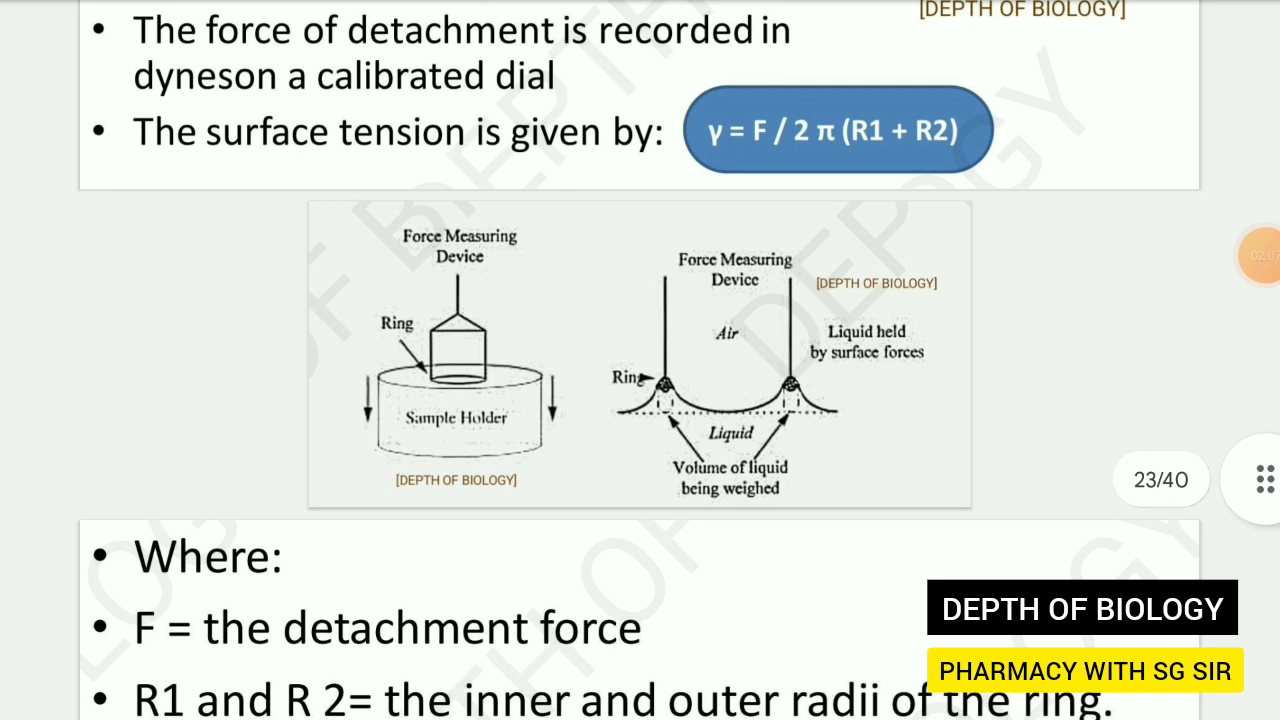 [DEPTH OF BIOLOGY]
• The force of detachment is recorded in
dyneson a calibrated dial
• The surface tension is given by:
γ = F / 2 π (R1 + R2)
Force Measuring
Device
Ring
Sample Holder
[DEPTH OF BIOLOGY]
Force Measuring
Device
[DEPTH OF BIOLOGY]
Air
Liquid held
by surface forces
Ring
Liquid
Volume of liquid
being weighed
02:07
23/40
• Where:
• F = the detachment force
• R1 and R 2= the inner and outer radii of the ring.
DEPTH OF BIOLOGY
PHARMACY WITH SG SIR